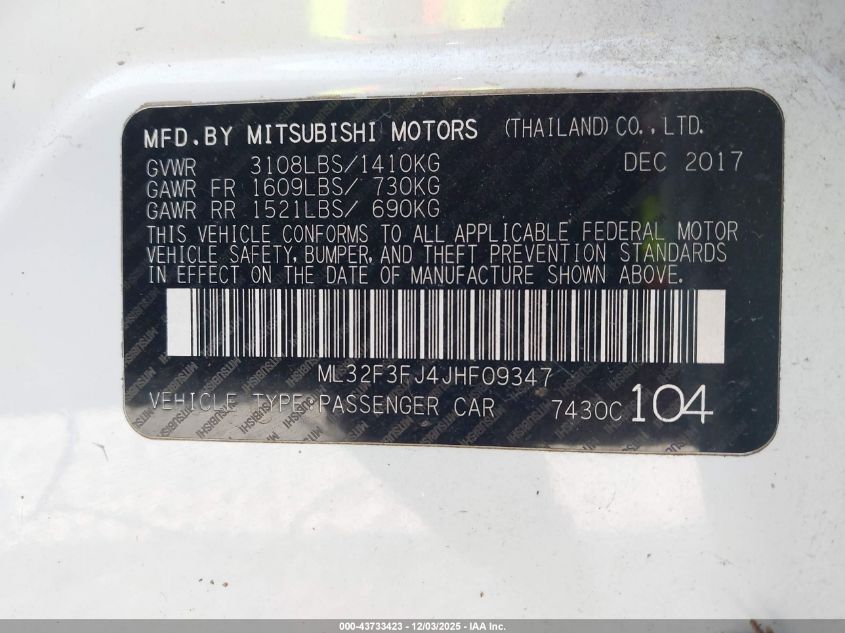 MFD.BY MITSUBISHI MOTORS (THAILAND) CO.,LTD.
GVWR 3108LBS/1410KG DEC 2017
GAWR FR 1609LBS/ 730KG
GAWR RR 1521LBS/ 690KG
THIS VEHICLE CONFORMS TO ALL APPLICABLE FEDERAL MOTOR
VEHICLE SAFETY, BUMPER, AND THEFT PREVENTION STANDARDS
IN EFFECT ON THE DATE OF MANUFACTURE SHOWN ABOVE.
ML32F3FJ4JHF09347
VEHICLE TYPE:PASSENGER CAR 7430C 104
000-43733423 | 12/03/2025 - IAA Inc.